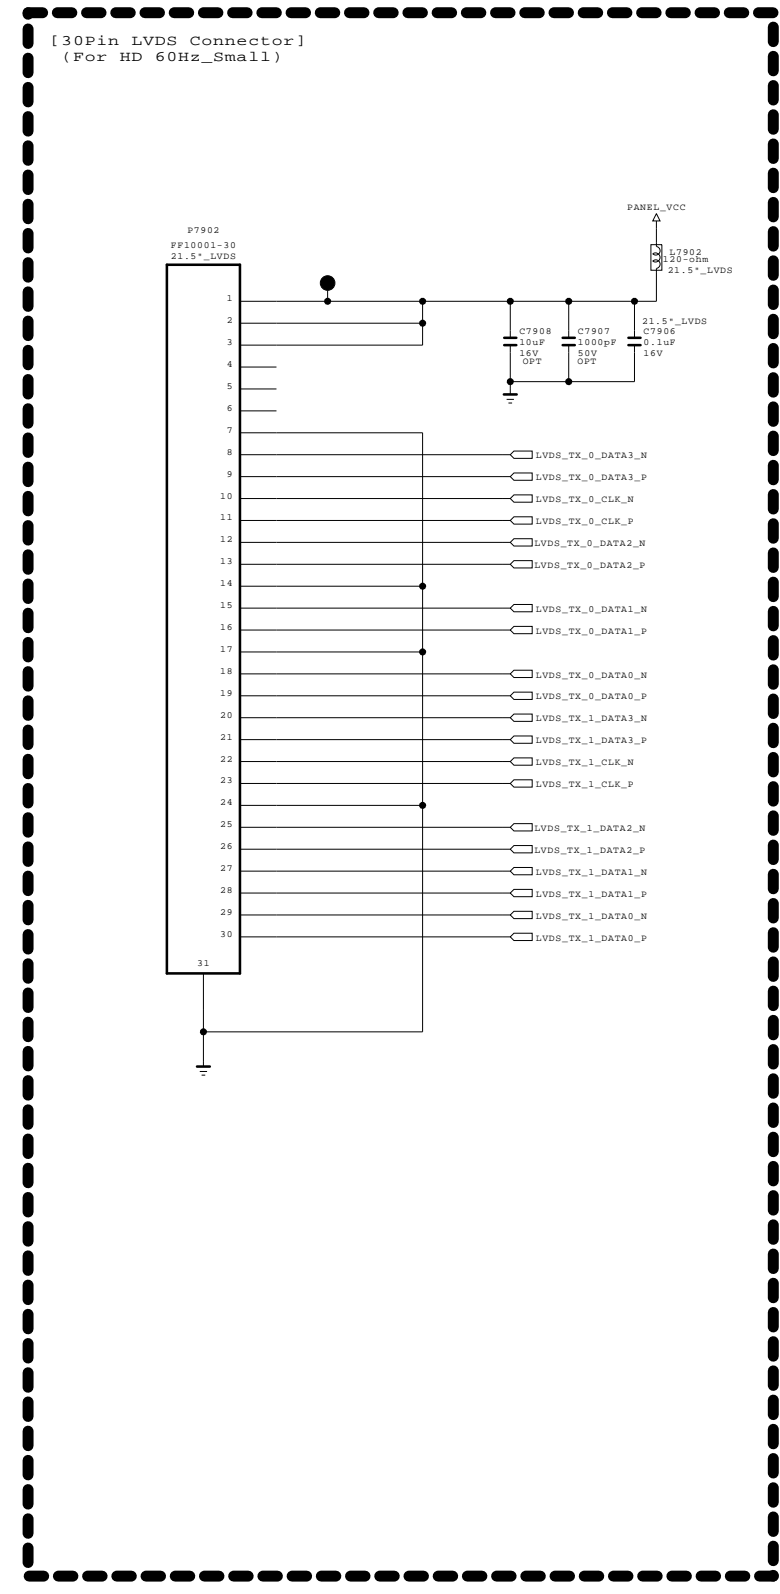 [30Pin LVDS Connector]
(For HD 60Hz_Small)
PANEL_VCC
P7902
FF10001-30
21.5"_LVDS
L7902
120-ohm
21.5"_LVDS
1
2
3
4
5
6
7
8
9
10
11
12
13
14
15
16
17
18
19
20
21
22
23
24
25
26
27
28
29
30
31
C7908
10uF
16V
OPT
C7907
1000pF
50V
OPT
21.5"_LVDS
C7906
0.1uF
16V
LVDS_TX_0_DATA3_N
LVDS_TX_0_DATA3_P
LVDS_TX_0_CLK_N
LVDS_TX_0_CLK_P
LVDS_TX_0_DATA2_N
LVDS_TX_0_DATA2_P
LVDS_TX_0_DATA1_N
LVDS_TX_0_DATA1_P
LVDS_TX_0_DATA0_N
LVDS_TX_0_DATA0_P
LVDS_TX_1_DATA3_N
LVDS_TX_1_DATA3_P
LVDS_TX_1_CLK_N
LVDS_TX_1_CLK_P
LVDS_TX_1_DATA2_N
LVDS_TX_1_DATA2_P
LVDS_TX_1_DATA1_N
LVDS_TX_1_DATA1_P
LVDS_TX_1_DATA0_N
LVDS_TX_1_DATA0_P